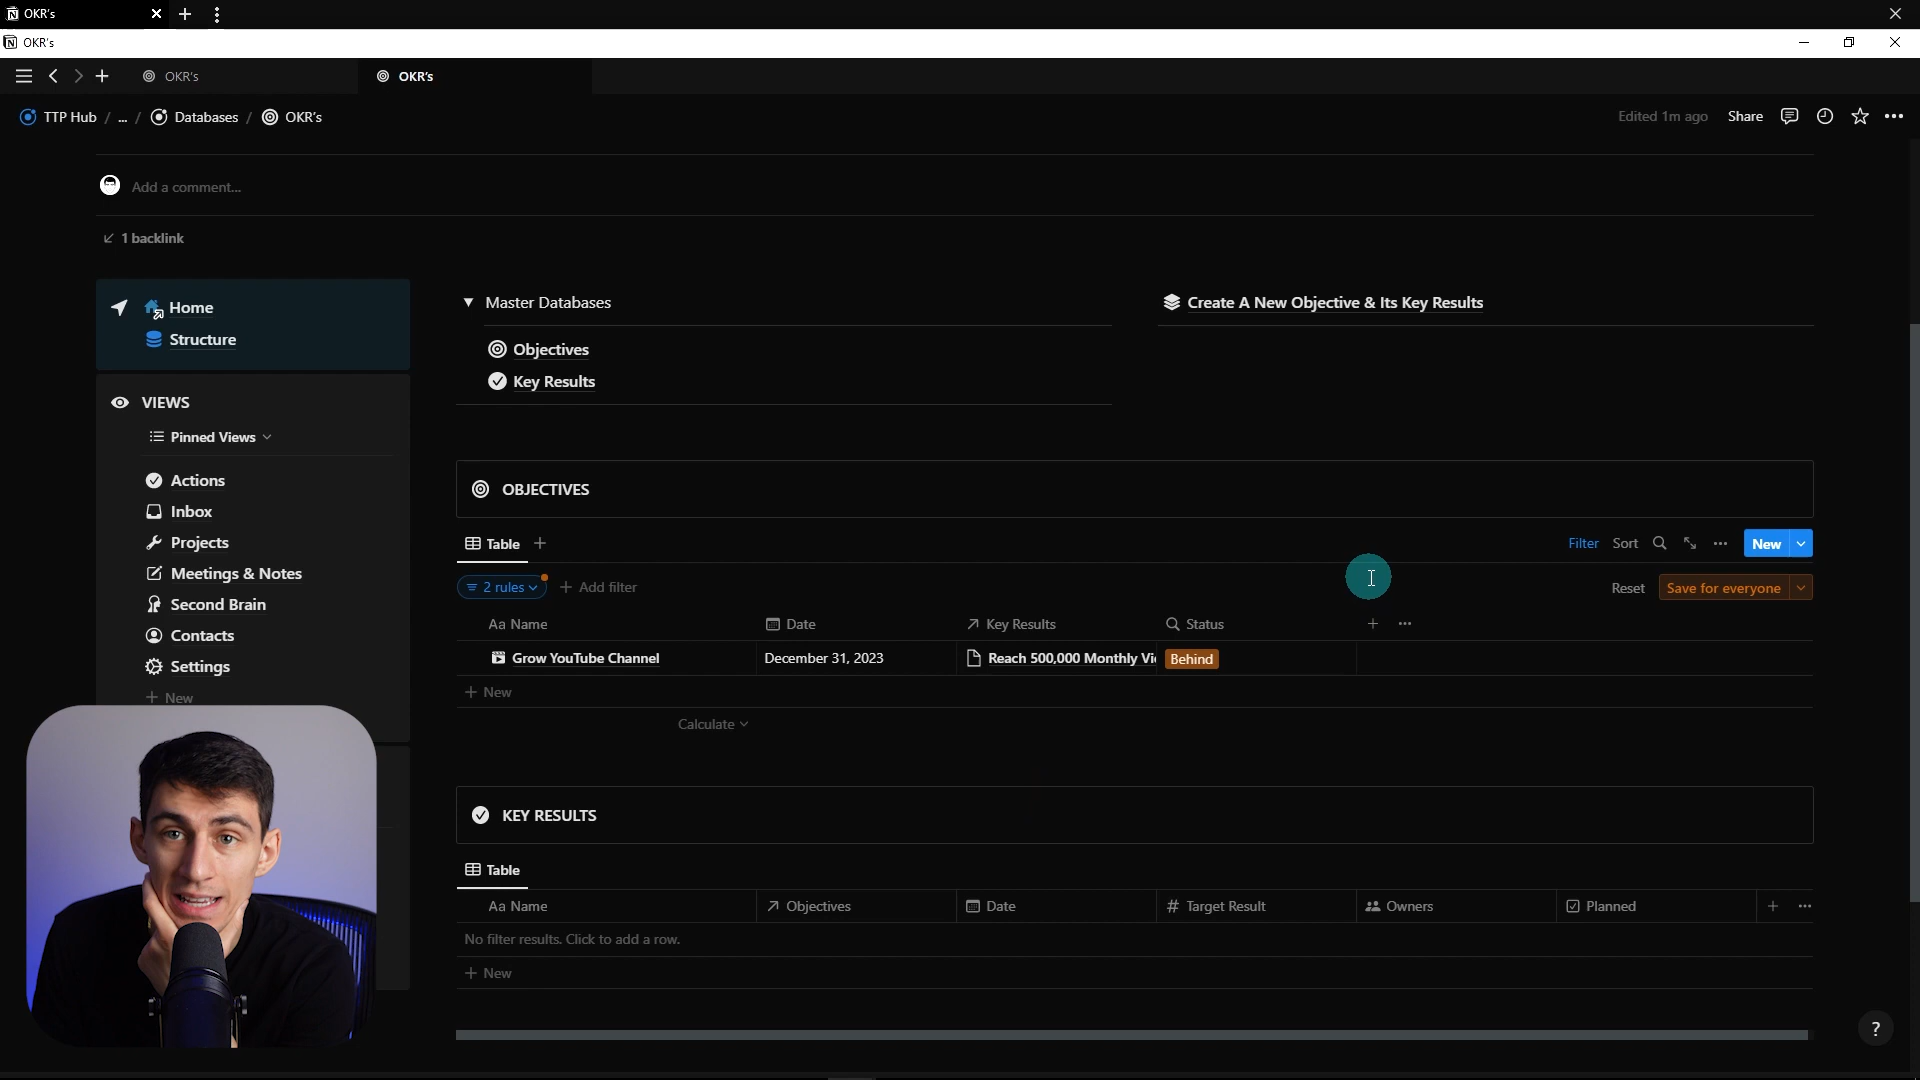 OKR's
OKR's
OKR's
OKR's
TTP Hub / ... / Databases / OKR's
Edited 1m ago
Share
Add a comment...
1 backlink
Home
Structure
VIEWS
Pinned Views
Actions
Inbox
Projects
Meetings & Notes
Second Brain
Contacts
Settings
New
Master Databases
Objectives
Key Results
Create A New Objective & Its Key Results
OBJECTIVES
Table
Filter
Sort
New
2 rules
Add filter
Reset
Save for everyone
Aa Name
Date
Key Results
Status
Grow YouTube Channel
December 31, 2023
Reach 500,000 Monthly Vi
Behind
New
Calculate
KEY RESULTS
Table
Aa Name
Objectives
Date
# Target Result
Owners
Planned
No filter results. Click to add a row.
New
?